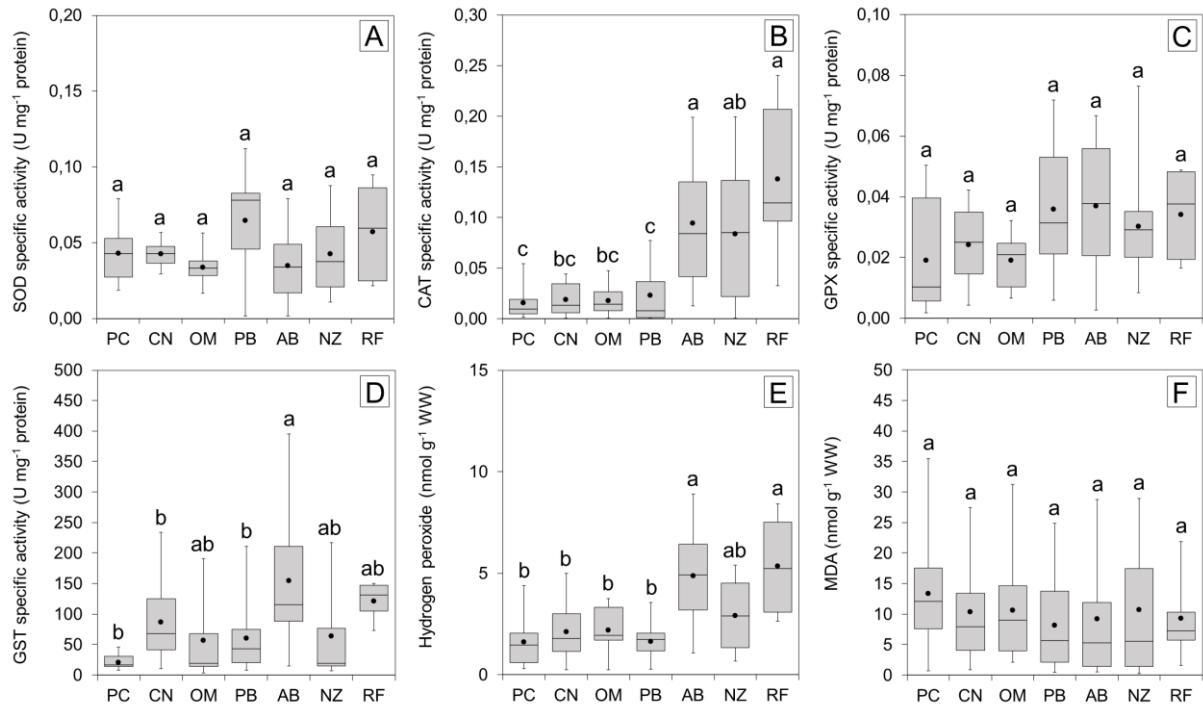 A
SOD specific activity (U mg⁻¹ protein)
0,20
0,15
0,10
0,05
0,00
a a a a a a a
PC CN OM PB AB NZ RF
B
CAT specific activity (U mg⁻¹ protein)
0,30
0,25
0,20
0,15
0,10
0,05
0,00
c bc bc c a ab a
PC CN OM PB AB NZ RF
C
GPX specific activity (U mg⁻¹ protein)
0,10
0,08
0,06
0,04
0,02
0,00
a a a a a a a
PC CN OM PB AB NZ RF
D
GST specific activity (U mg⁻¹ protein)
500
450
400
350
300
250
200
150
100
50
0
b b ab b a ab ab
PC CN OM PB AB NZ RF
E
Hydrogen peroxide (nmol g⁻¹ WW)
15
10
5
0
b b b b a ab a
PC CN OM PB AB NZ RF
F
MDA (nmol g⁻¹ WW)
50
45
40
35
30
25
20
15
10
5
0
a a a a a a a
PC CN OM PB AB NZ RF